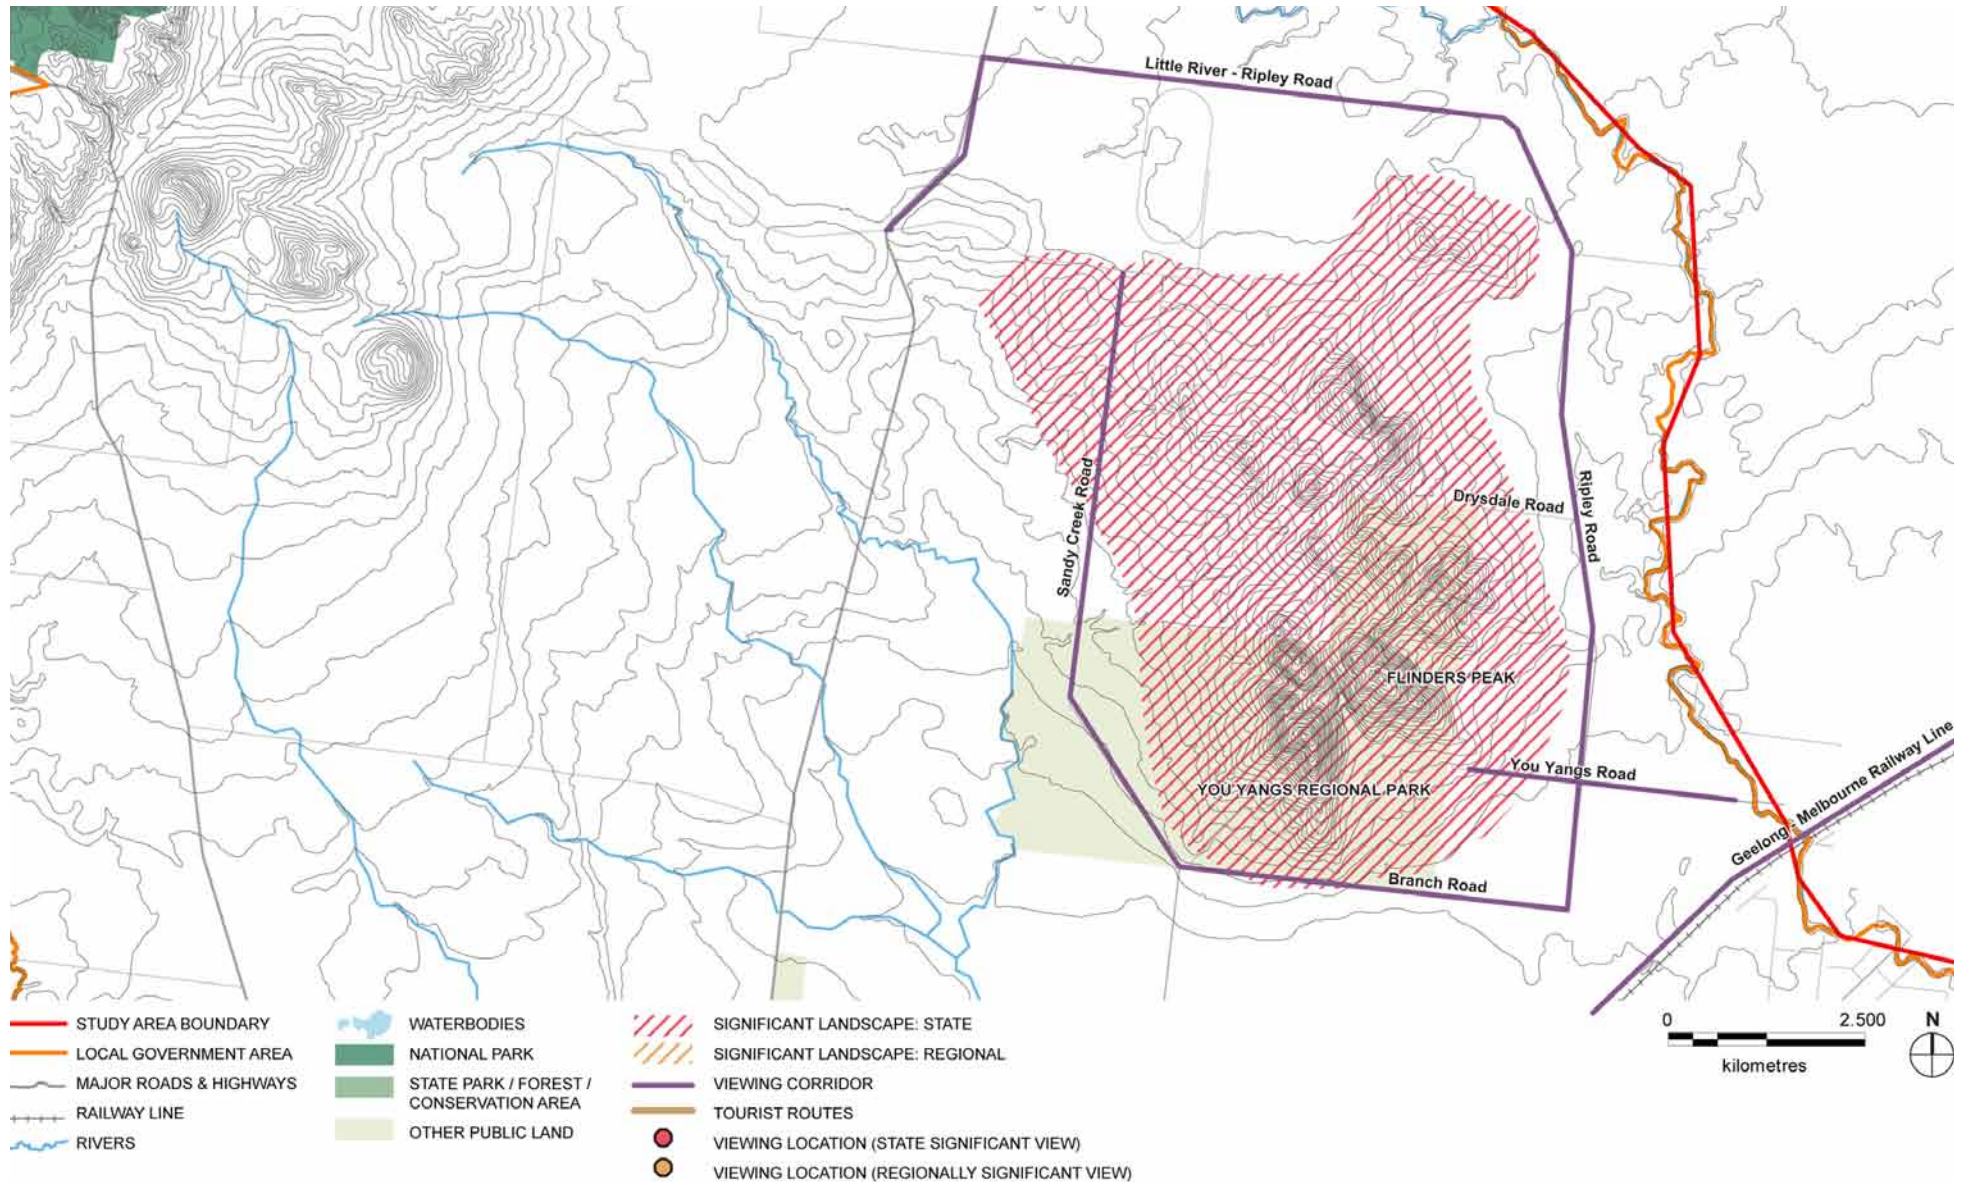 Little River - Ripley Road
Sandy Creek Road
Drysdale Road
Ripley Road
FLINDERS PEAK
You Yangs Road
YOU YANGS REGIONAL PARK
Geelong - Melbourne Railway Line
Branch Road
STUDY AREA BOUNDARY
LOCAL GOVERNMENT AREA
MAJOR ROADS & HIGHWAYS
RAILWAY LINE
RIVERS
WATERBODIES
NATIONAL PARK
STATE PARK / FOREST /
CONSERVATION AREA
OTHER PUBLIC LAND
SIGNIFICANT LANDSCAPE: STATE
SIGNIFICANT LANDSCAPE: REGIONAL
VIEWING CORRIDOR
TOURIST ROUTES
VIEWING LOCATION (STATE SIGNIFICANT VIEW)
VIEWING LOCATION (REGIONALLY SIGNIFICANT VIEW)
0 2.500
kilometres
N